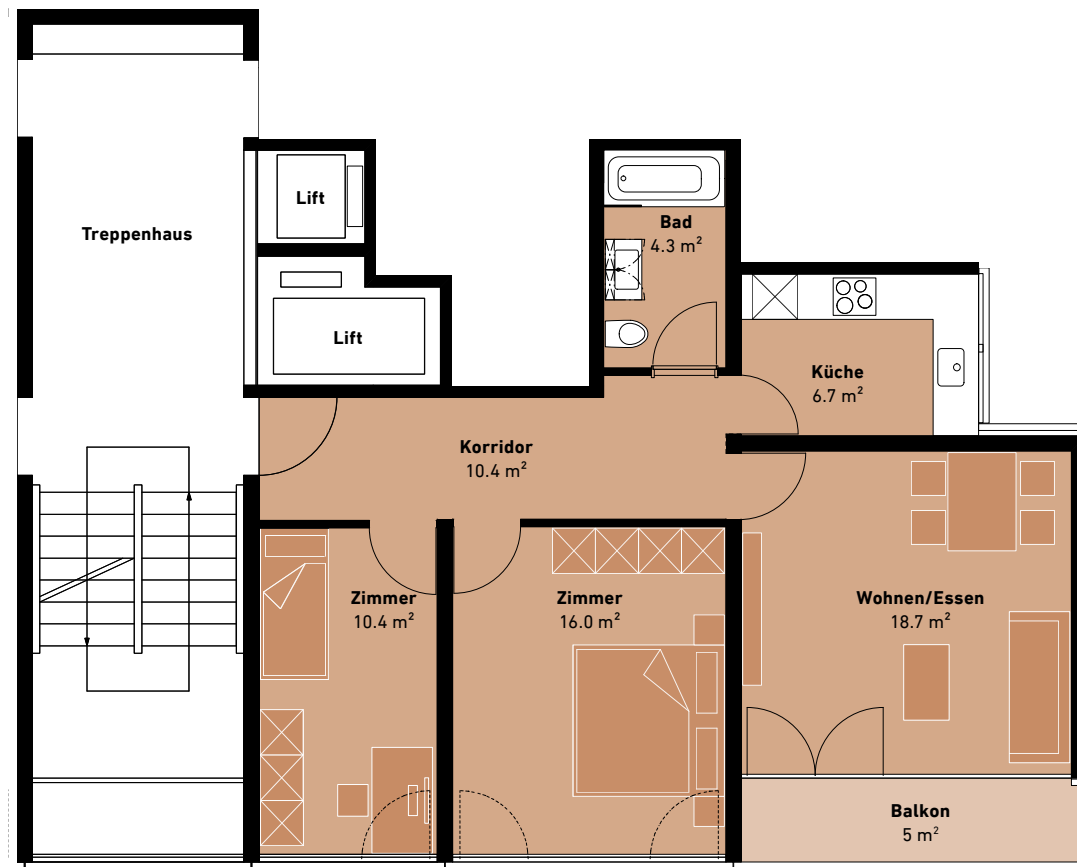 Lift
Treppenhaus
Bad
4.3 m²
Lift
Küche
6.7 m²
Korridor
10.4 m²
Zimmer
10.4 m²
Zimmer
16.0 m²
Wohnen/Essen
18.7 m²
Balkon
5 m²